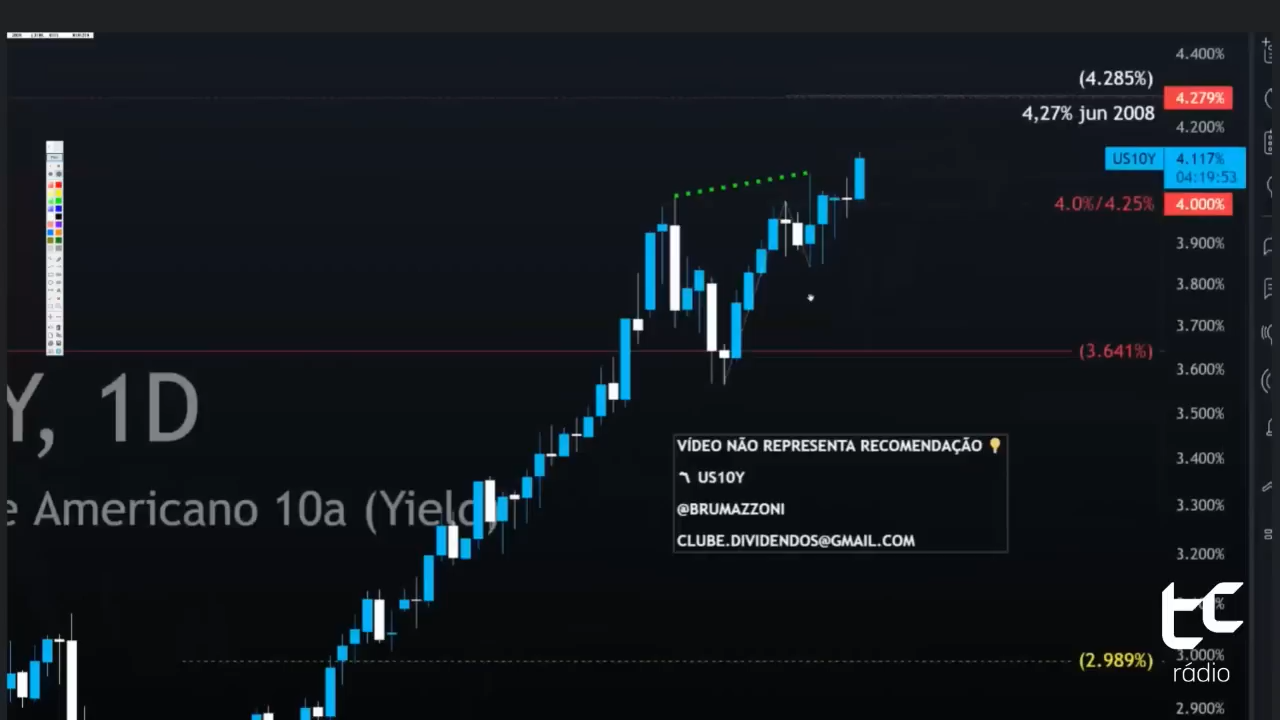 4.400%
(4.285%)
4.279%
4,27% jun 2008
4.200%
US10Y
4.117%
04:19:53
4.0%/4.25%
4.000%
3.900%
3.800%
3.700%
(3.641%)
3.600%
Y, 1D
3.500%
VÍDEO NÃO REPRESENTA RECOMENDAÇÃO
3.400%
US10Y
e Americano 10a (Yield)
3.300%
@BRUMAZZONI
CLUBE.DIVIDENDOS@GMAIL.COM
3.200%
tc
rádio
3.000%
(2.989%)
2.900%